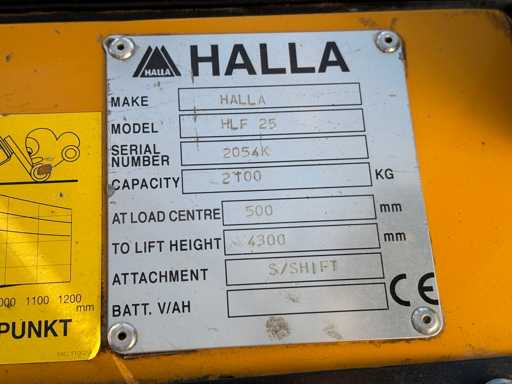 HALLA
HALLA
MAKE HALLA
MODEL HLF 25
SERIAL NUMBER 2054K
CAPACITY 2100 KG
AT LOAD CENTRE 500 mm
TO LIFT HEIGHT 4300 mm
ATTACHMENT S/SHIFT
BATT. V/AH
CE
000 1100 1200
mm
PUNKT